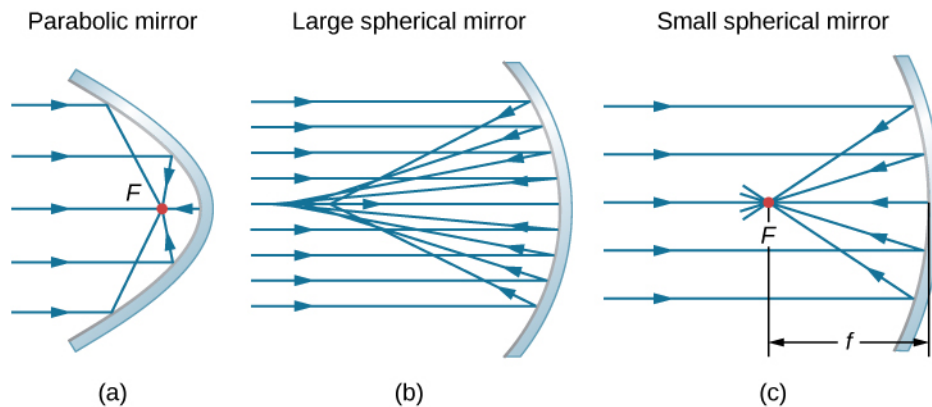 Parabolic mirror
Large spherical mirror
Small spherical mirror
F
F
f
(a)
(b)
(c)